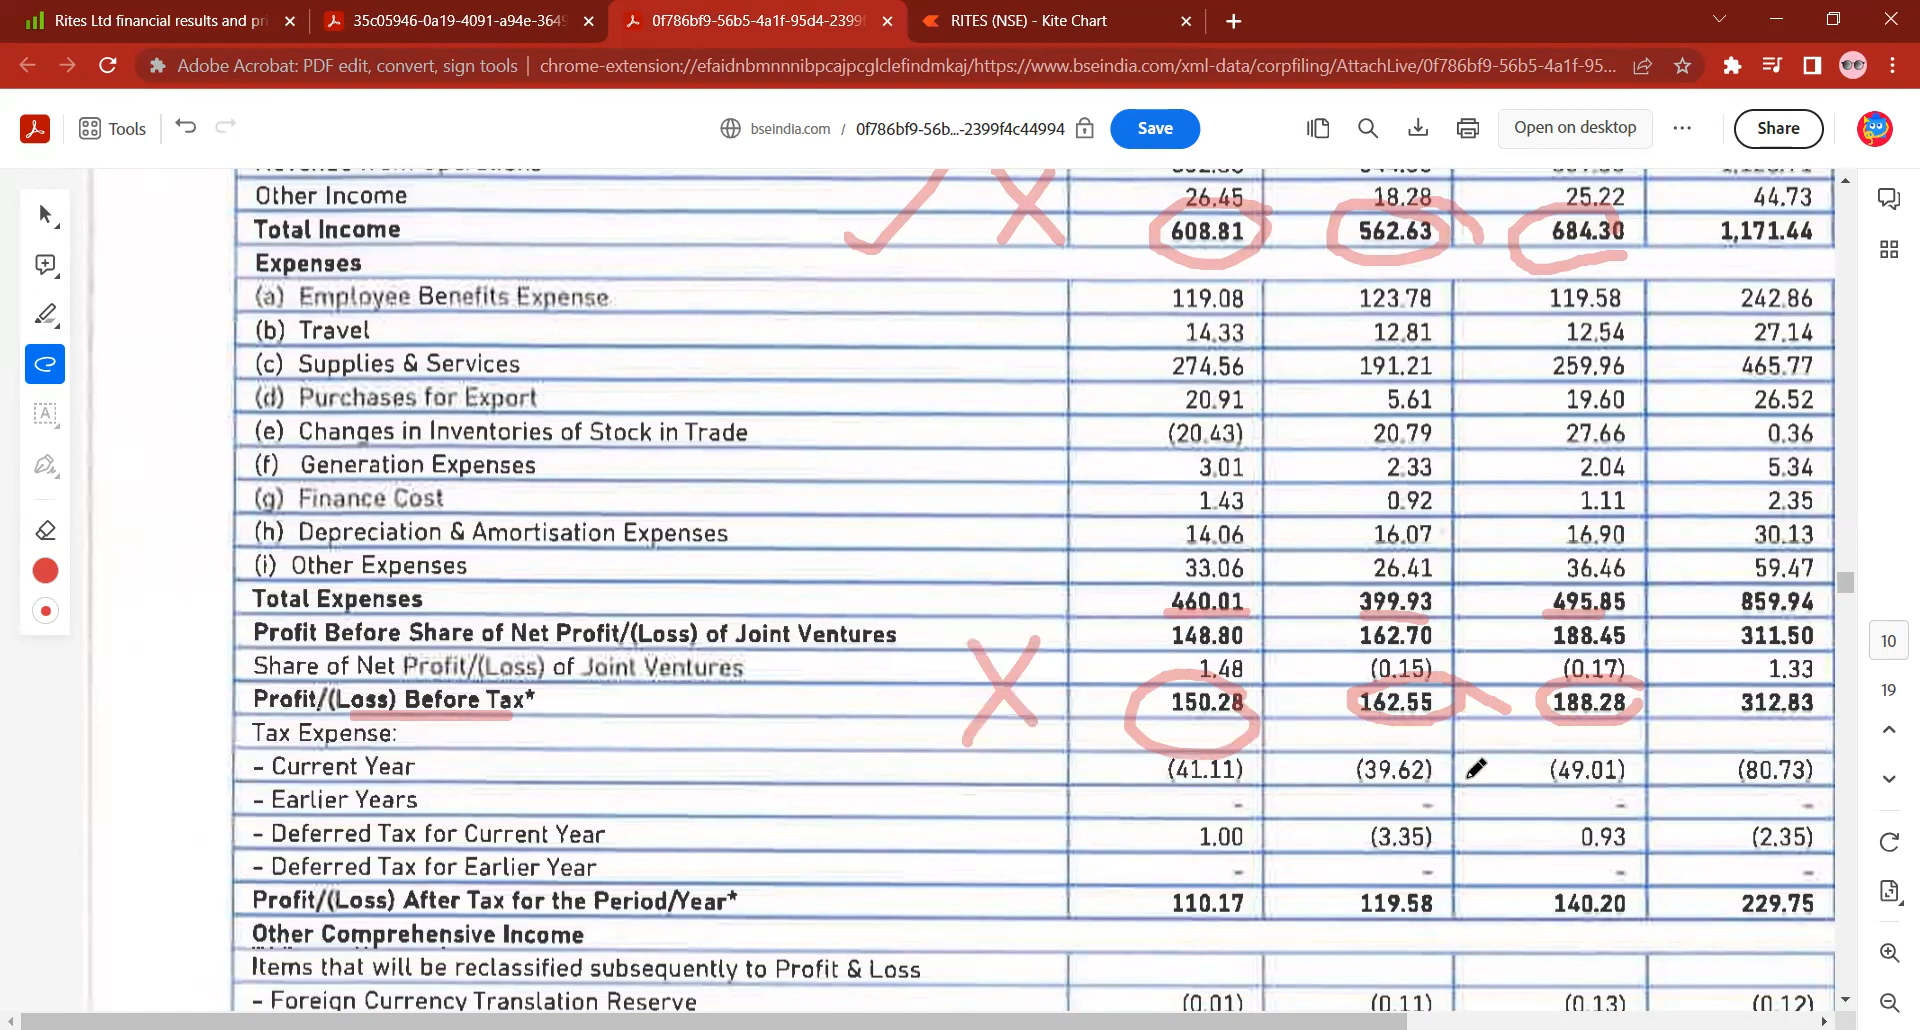 Rites Ltd financial results and pri
35c05946-0a19-4091-a94e-3649
0f786bf9-56b5-4a1f-95d4-2399f
RITES (NSE) - Kite Chart
Adobe Acrobat: PDF edit, convert, sign tools | chrome-extension://efaidnbmnnnibpcajpcglclefindmkaj/https://www.bseindia.com/xml-data/corpfiling/AttachLive/0f786bf9-56b5-4a1f-95...
Tools
bseindia.com / 0f786bf9-56b...-2399f4c44994
Save
Open on desktop
Share
Other Income 26.45 18.28 25.22 44.73
Total Income 608.81 562.63 684.30 1,171.44
Expenses
(a) Employee Benefits Expense 119.08 123.78 119.58 242.86
(b) Travel 14.33 12.81 12.54 27.14
(c) Supplies & Services 274.56 191.21 259.96 465.77
(d) Purchases for Export 20.91 5.61 19.60 26.52
(e) Changes in Inventories of Stock in Trade (20.43) 20.79 27.66 0.36
(f) Generation Expenses 3.01 2.33 2.04 5.34
(g) Finance Cost 1.43 0.92 1.11 2.35
(h) Depreciation & Amortisation Expenses 14.06 16.07 16.90 30.13
(i) Other Expenses 33.06 26.41 36.46 59.47
Total Expenses 460.01 399.93 495.85 859.94
Profit Before Share of Net Profit/(Loss) of Joint Ventures 148.80 162.70 188.45 311.50
Share of Net Profit/(Loss) of Joint Ventures 1.48 (0.15) (0.17) 1.33
Profit/(Loss) Before Tax* 150.28 162.55 188.28 312.83
Tax Expense:
- Current Year (41.11) (39.62) (49.01) (80.73)
- Earlier Years - - - -
- Deferred Tax for Current Year 1.00 (3.35) 0.93 (2.35)
- Deferred Tax for Earlier Year - - - -
Profit/(Loss) After Tax for the Period/Year* 110.17 119.58 140.20 229.75
Other Comprehensive Income
Items that will be reclassified subsequently to Profit & Loss
- Foreign Currency Translation Reserve (0.01) (0.11) (0.13) (0.12)
10
19